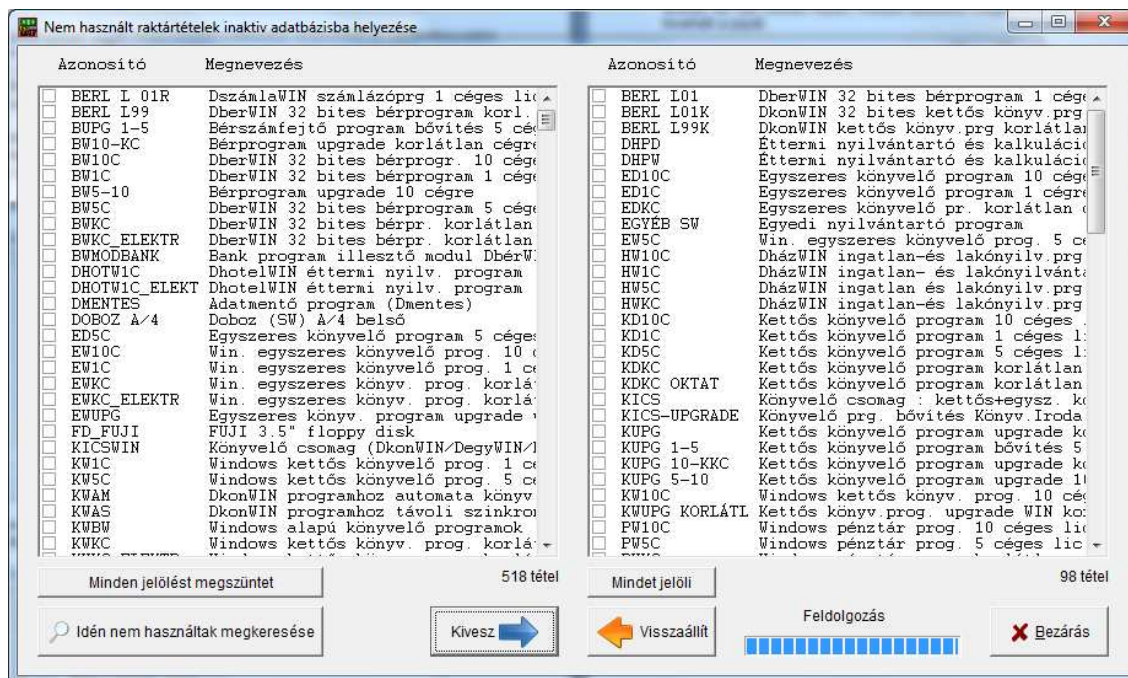 Nem használt raktártételek inaktiv adatbázisba helyezése
Azonosító Megnevezés
BERL L 01R DszámlaWIN számlázóprg 1 céges lic
BERL L99 DberWIN 32 bites bérprogram korl.
BUPG 1-5 Bérszámfejtő program bővítés 5 cég
BW10-KC Bérprogram upgrade korlátlan cégre
BW10C DberWIN 32 bites bérprogr. 10 cége
BW1C DberWIN 32 bites bérprogram 1 cége
BW5-10 Bérprogram upgrade 10 cégre
BW5C DberWIN 32 bites bérprogram 5 cége
BWKC DberWIN 32 bites bérpr. korlátlan
BWKC_ELEKTR DberWIN 32 bites bérpr. korlátlan
BWMODBANK Bank program illesztő modul DbérW
DHOTW1C DhotelWIN éttermi nyilv. program
DHOTW1C_ELEKT DhotelWIN éttermi nyilv. program
DMENTES Adatmentő program (Dmentes)
DOBOZ A/4 Doboz (SW) A/4 belső
ED5C Egyszeres könyvelő program 5 céges
EW10C Win. egyszeres könyvelő prog. 10
EW1C Win. egyszeres könyvelő prog. 1 cé
EWKC Win. egyszeres könyv. prog. korlá
EWKC_ELEKTR Win. egyszeres könyv. prog. korlá
EWUPG Egyszeres könyv. program upgrade
FD_FUJI FUJI 3.5" floppy disk
KICSWIN Könyvelő csomag (DkonWIN/DegyWIN/
KW1C Windows kettős könyvelő prog. 1 cé
KW5C Windows kettős könyvelő prog. 5 cé
KWAM DkonWIN programhoz automata könyv
KWAS DkonWIN programhoz távoli szinkro
KWBW Windows alapú könyvelő programok
KWKC Windows kettős könyv. prog. korlá
Minden jelölést megszüntet
518 tétel
Idén nem használtak megkeresése
Kivesz
Azonosító Megnevezés
BERL L01 DberWIN 32 bites bérprogram 1 cége
BERL L01K DkonWIN 32 bites kettős könyv.prg
BERL L99K DkonWIN kettős könyv.prg korlátla
DHPD Éttermi nyilvántartó és kalkuláció
DHPW Éttermi nyilvántartó és kalkuláció
ED10C Egyszeres könyvelő program 10 cége
ED1C Egyszeres könyvelő program 1 cégre
EDKC Egyszeres könyvelő pr. korlátlan
EGYÉB SW Egyedi nyilvántartó program
EW5C Win. egyszeres könyvelő prog. 5 cé
HW10C DházWIN ingatlan-és lakónyilv.prg
HW1C DházWIN ingatlan- és lakónyilvánta
HW5C DházWIN ingatlan és lakónyilv.prg
HWKC DházWIN ingatlan-és lakónyilv.prg
KD10C Kettős könyvelő program 10 céges
KD1C Kettős könyvelő program 1 céges l
KD5C Kettős könyvelő program 5 céges l
KDKC Kettős könyvelő program korlátlan
KDKC OKTAT Kettős könyvelő program korlátlan
KICS Könyvelő csomag : kettős+egysz. k
KICS-UPGRADE Könyvelő prg. bővítés Könyv.Iroda
KUPG Kettős könyvelő program upgrade k
KUPG 1-5 Kettős könyvelő program bővítés 5
KUPG 10-KKC Kettős könyvelő program upgrade k
KUPG 5-10 Kettős könyvelő program upgrade 1
KW10C Windows kettős könyv. prog. 10 cég
KWUPG KORLÁTL Kettős könyv.prog. upgrade WIN ko
PW10C Windows pénztár prog. 10 céges lic
PW5C Windows pénztár prog. 5 céges lic
Mindet jelöli
98 tétel
Visszaállít
Feldolgozás
Bezárás